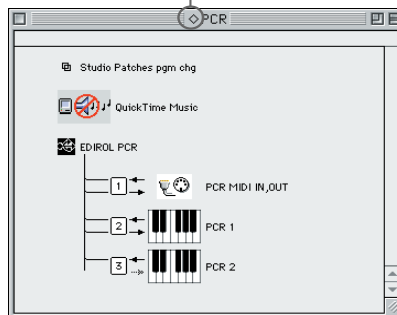 ◇PCR
Studio Patches pgm chg
QuickTime Music
EDIROL PCR
1 PCR MIDI IN,OUT
2 PCR 1
3 PCR 2